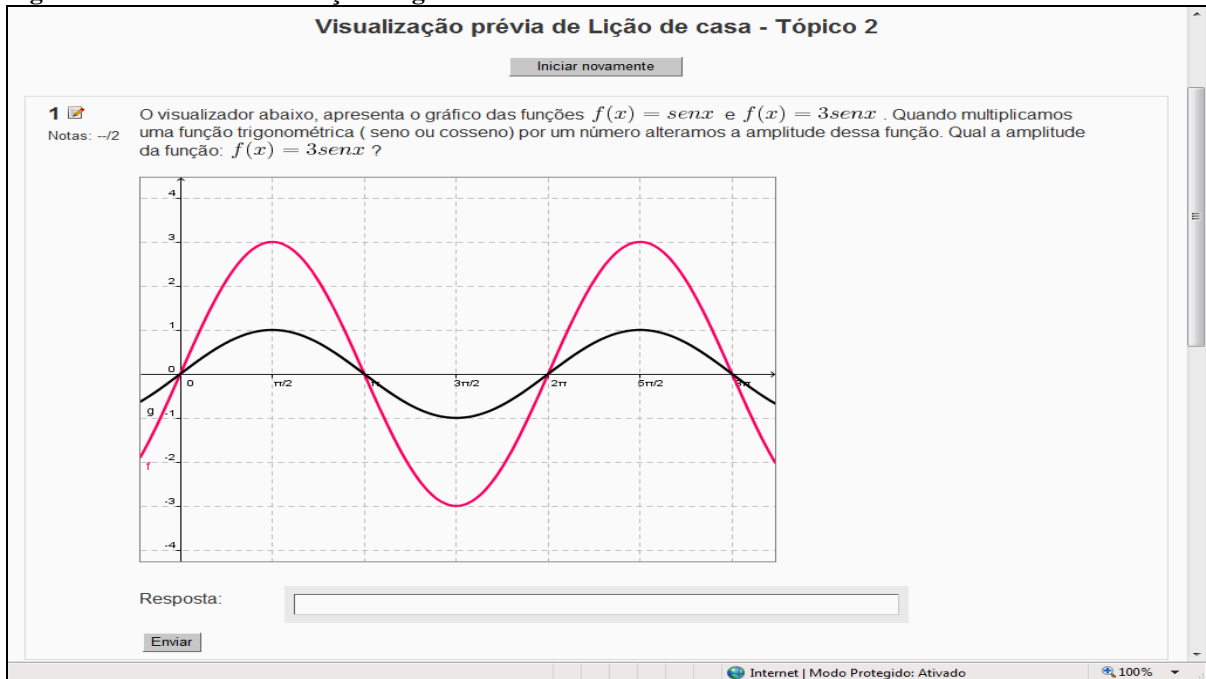 Visualização prévia de Lição de casa - Tópico 2
Iniciar novamente
1
Notas: --/2
O visualizador abaixo, apresenta o gráfico das funções f(x) = senx e f(x) = 3senx . Quando multiplicamos
uma função trigonométrica ( seno ou cosseno) por um número alteramos a amplitude dessa função. Qual a amplitude
da função: f(x) = 3senx ?
4
3
2
1
0
0 π/2 π 3π/2 2π 5π/2 3π
g -1
f -2
-3
-4
Resposta:
Enviar
Internet | Modo Protegido: Ativado
100%